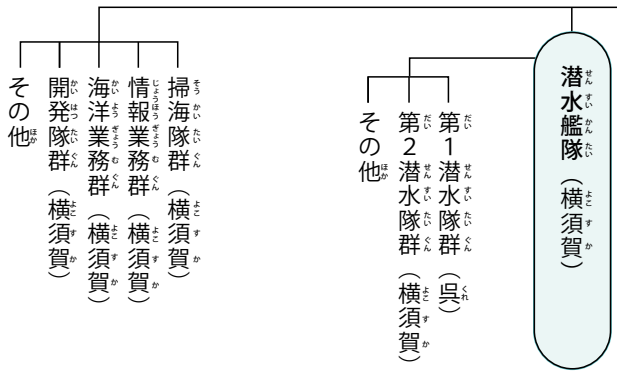 潜水艦隊（横須賀）
第1潜水隊群（呉）
第2潜水隊群（横須賀）
その他
掃海隊群（横須賀）
情報業務群（横須賀）
海洋業務群（横須賀）
開発隊群（横須賀）
その他